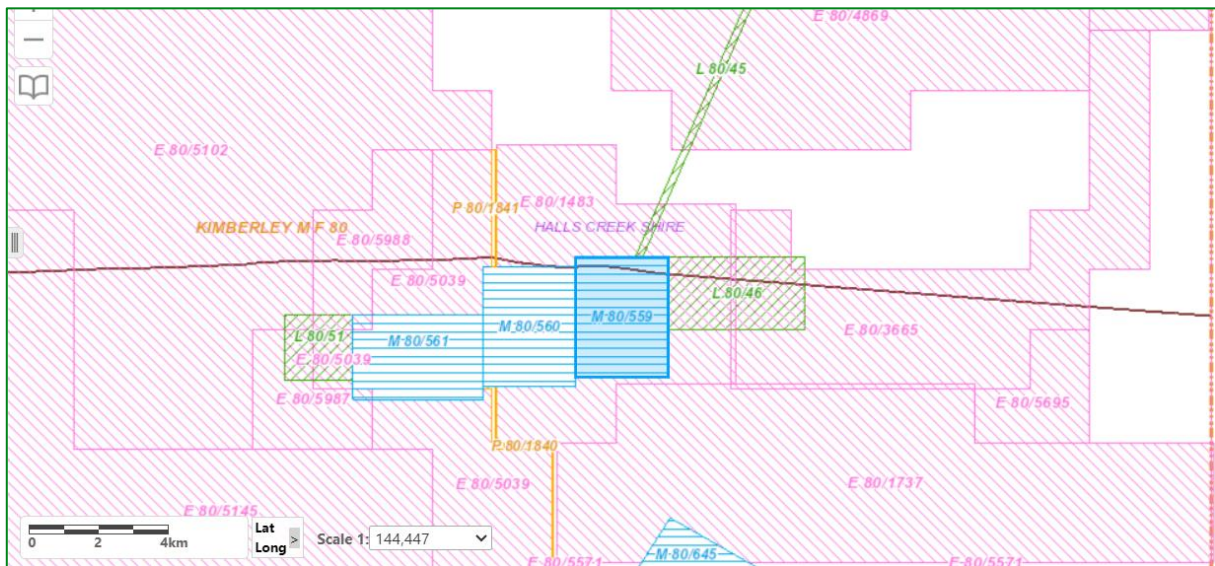 E 80/4869
L 80/45
E 80/5102
P 80/1841
E 80/1483
KIMBERLEY M F 80
HALLS CREEK SHIRE
E 80/5988
E 80/5039
L 80/46
M 80/559
M 80/560
E 80/3665
L 80/51
M 80/561
E 80/5039
E 80/5987
E 80/5695
P 80/1840
E 80/5039
E 80/1737
E 80/5145
Lat
Long
>
Scale 1: 144,447
0 2 4km
M 80/645
E 80/5571
E 80/5571